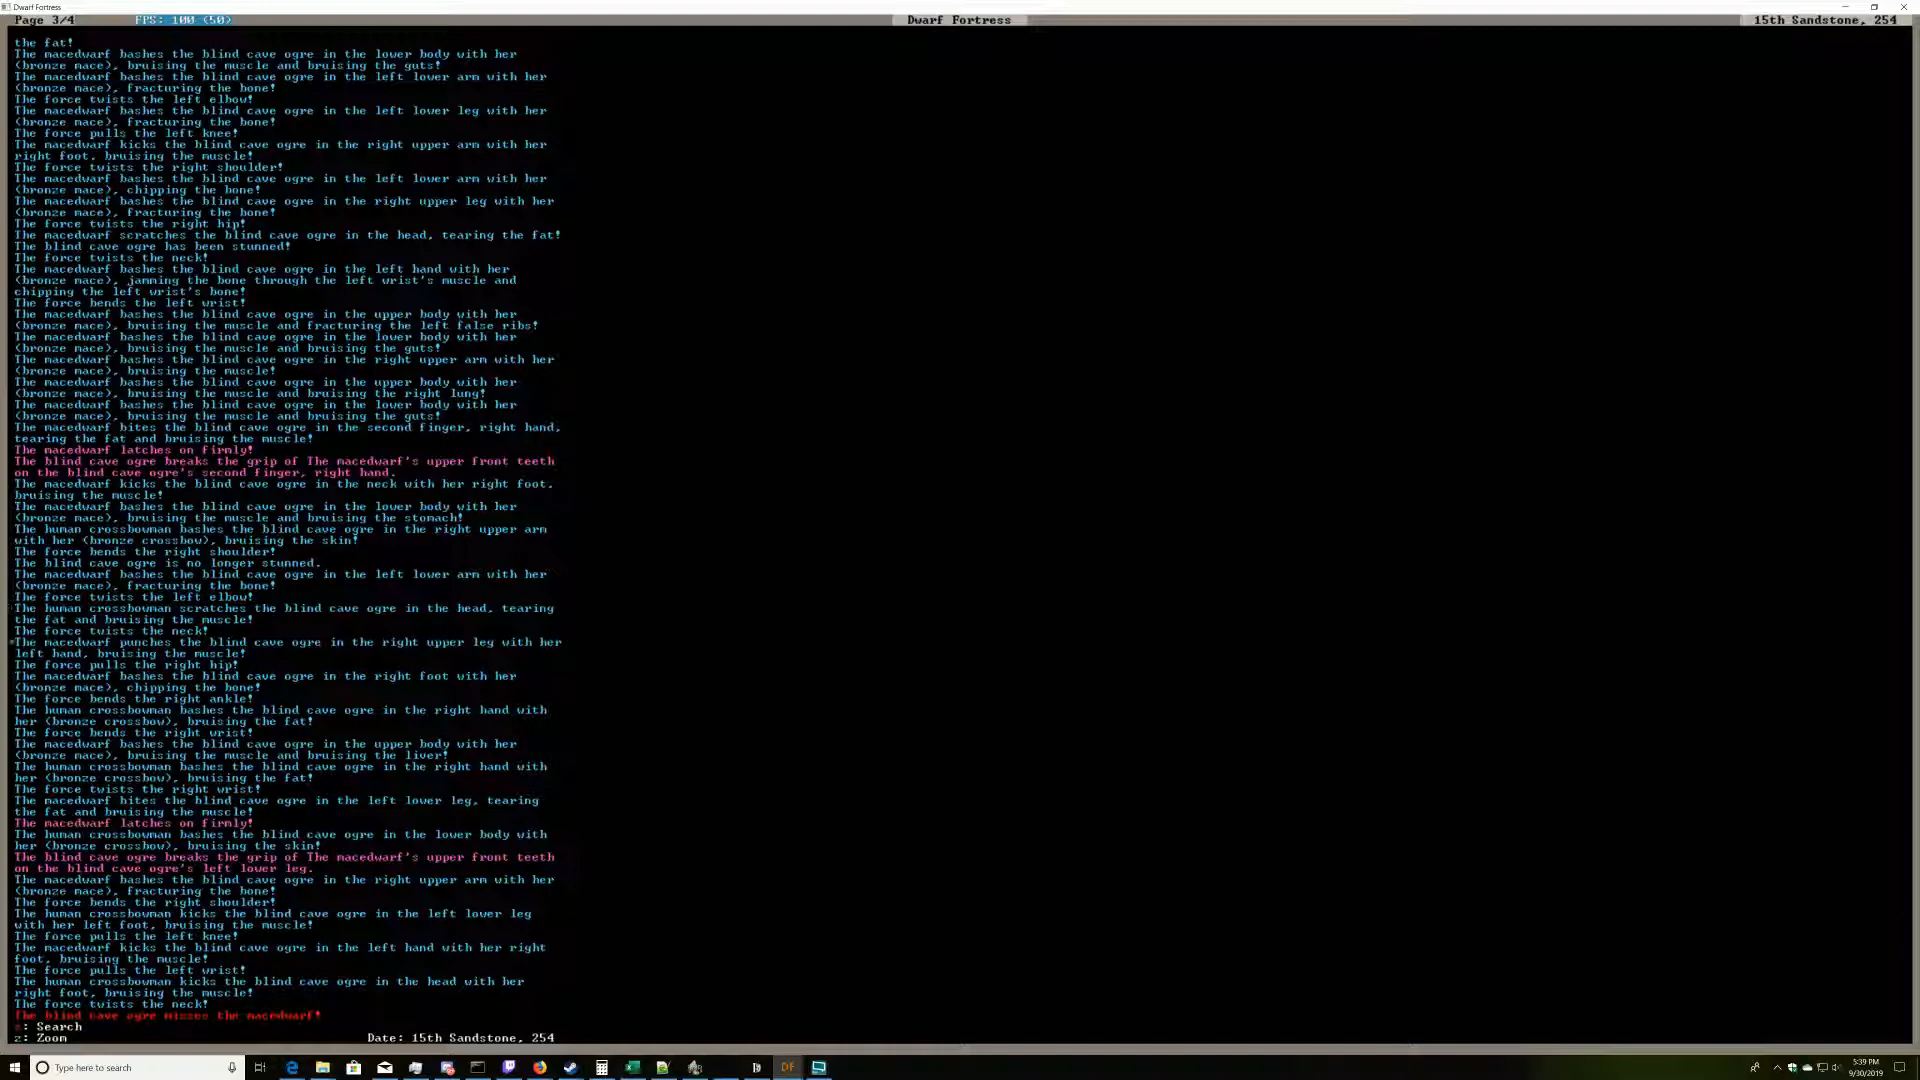 Dwarf Fortress
Page 3/4 FPS: 100 (50) Dwarf Fortress 15th Sandstone, 254
the fat!
The macedwarf bashes the blind cave ogre in the lower body with her
(bronze mace), bruising the muscle and bruising the guts!
The macedwarf bashes the blind cave ogre in the left lower arm with her
(bronze mace), fracturing the bone!
The force twists the left elbow!
The macedwarf bashes the blind cave ogre in the left lower leg with her
(bronze mace), fracturing the bone!
The force pulls the left knee!
The macedwarf kicks the blind cave ogre in the right upper arm with her
right foot, bruising the muscle!
The force twists the right shoulder!
The macedwarf bashes the blind cave ogre in the left lower arm with her
(bronze mace), chipping the bone!
The macedwarf bashes the blind cave ogre in the right upper leg with her
(bronze mace), fracturing the bone!
The force twists the right hip!
The macedwarf scratches the blind cave ogre in the head, tearing the fat!
The blind cave ogre has been stunned!
The force twists the neck!
The macedwarf bashes the blind cave ogre in the left hand with her
(bronze mace), jamming the bone through the left wrist's muscle and
chipping the left wrist's bone!
The force bends the left wrist!
The macedwarf bashes the blind cave ogre in the upper body with her
(bronze mace), bruising the muscle and fracturing the left false ribs!
The macedwarf bashes the blind cave ogre in the lower body with her
(bronze mace), bruising the muscle and bruising the guts!
The macedwarf bashes the blind cave ogre in the right upper arm with her
(bronze mace), bruising the muscle!
The macedwarf bashes the blind cave ogre in the upper body with her
(bronze mace), bruising the muscle and bruising the right lung!
The macedwarf bashes the blind cave ogre in the lower body with her
(bronze mace), bruising the muscle and bruising the guts!
The macedwarf bites the blind cave ogre in the second finger, right hand,
tearing the fat and bruising the muscle!
The macedwarf latches on firmly!
The blind cave ogre breaks the grip of The macedwarf's upper front teeth
on the blind cave ogre's second finger, right hand.
The macedwarf kicks the blind cave ogre in the neck with her right foot,
bruising the muscle!
The macedwarf bashes the blind cave ogre in the lower body with her
(bronze mace), bruising the muscle and bruising the stomach!
The human crossbowman bashes the blind cave ogre in the right upper arm
with her (bronze crossbow), bruising the skin!
The force bends the right shoulder!
The blind cave ogre is no longer stunned.
The macedwarf bashes the blind cave ogre in the left lower arm with her
(bronze mace), fracturing the bone!
The force twists the left elbow!
The human crossbowman scratches the blind cave ogre in the head, tearing
the fat and bruising the muscle!
The force twists the neck!
The macedwarf punches the blind cave ogre in the right upper leg with her
left hand, bruising the muscle!
The force pulls the right hip!
The macedwarf bashes the blind cave ogre in the right foot with her
(bronze mace), chipping the bone!
The force bends the right ankle!
The human crossbowman bashes the blind cave ogre in the right hand with
her (bronze crossbow), bruising the fat!
The force bends the right wrist!
The macedwarf bashes the blind cave ogre in the upper body with her
(bronze mace), bruising the muscle and bruising the liver!
The human crossbowman bashes the blind cave ogre in the right hand with
her (bronze crossbow), bruising the fat!
The force twists the right wrist!
The macedwarf bites the blind cave ogre in the left lower leg, tearing
the fat and bruising the muscle!
The macedwarf latches on firmly!
The human crossbowman bashes the blind cave ogre in the lower body with
her (bronze crossbow), bruising the skin!
The blind cave ogre breaks the grip of The macedwarf's upper front teeth
on the blind cave ogre's left lower leg.
The macedwarf bashes the blind cave ogre in the right upper arm with her
(bronze mace), fracturing the bone!
The force bends the right shoulder!
The human crossbowman kicks the blind cave ogre in the left lower leg
with her left foot, bruising the muscle!
The force pulls the left knee!
The macedwarf kicks the blind cave ogre in the left hand with her right
foot, bruising the muscle!
The force pulls the left wrist!
The human crossbowman kicks the blind cave ogre in the head with her
right foot, bruising the muscle!
The force twists the neck!
The blind cave ogre misses the macedwarf!
s: Search
z: Zoom Date: 15th Sandstone, 254
Type here to search
DF
5:39 PM
9/30/2019